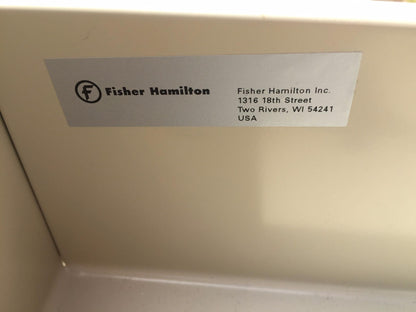 F Fisher Hamilton
Fisher Hamilton Inc.
1316 18th Street
Two Rivers, WI 54241
USA